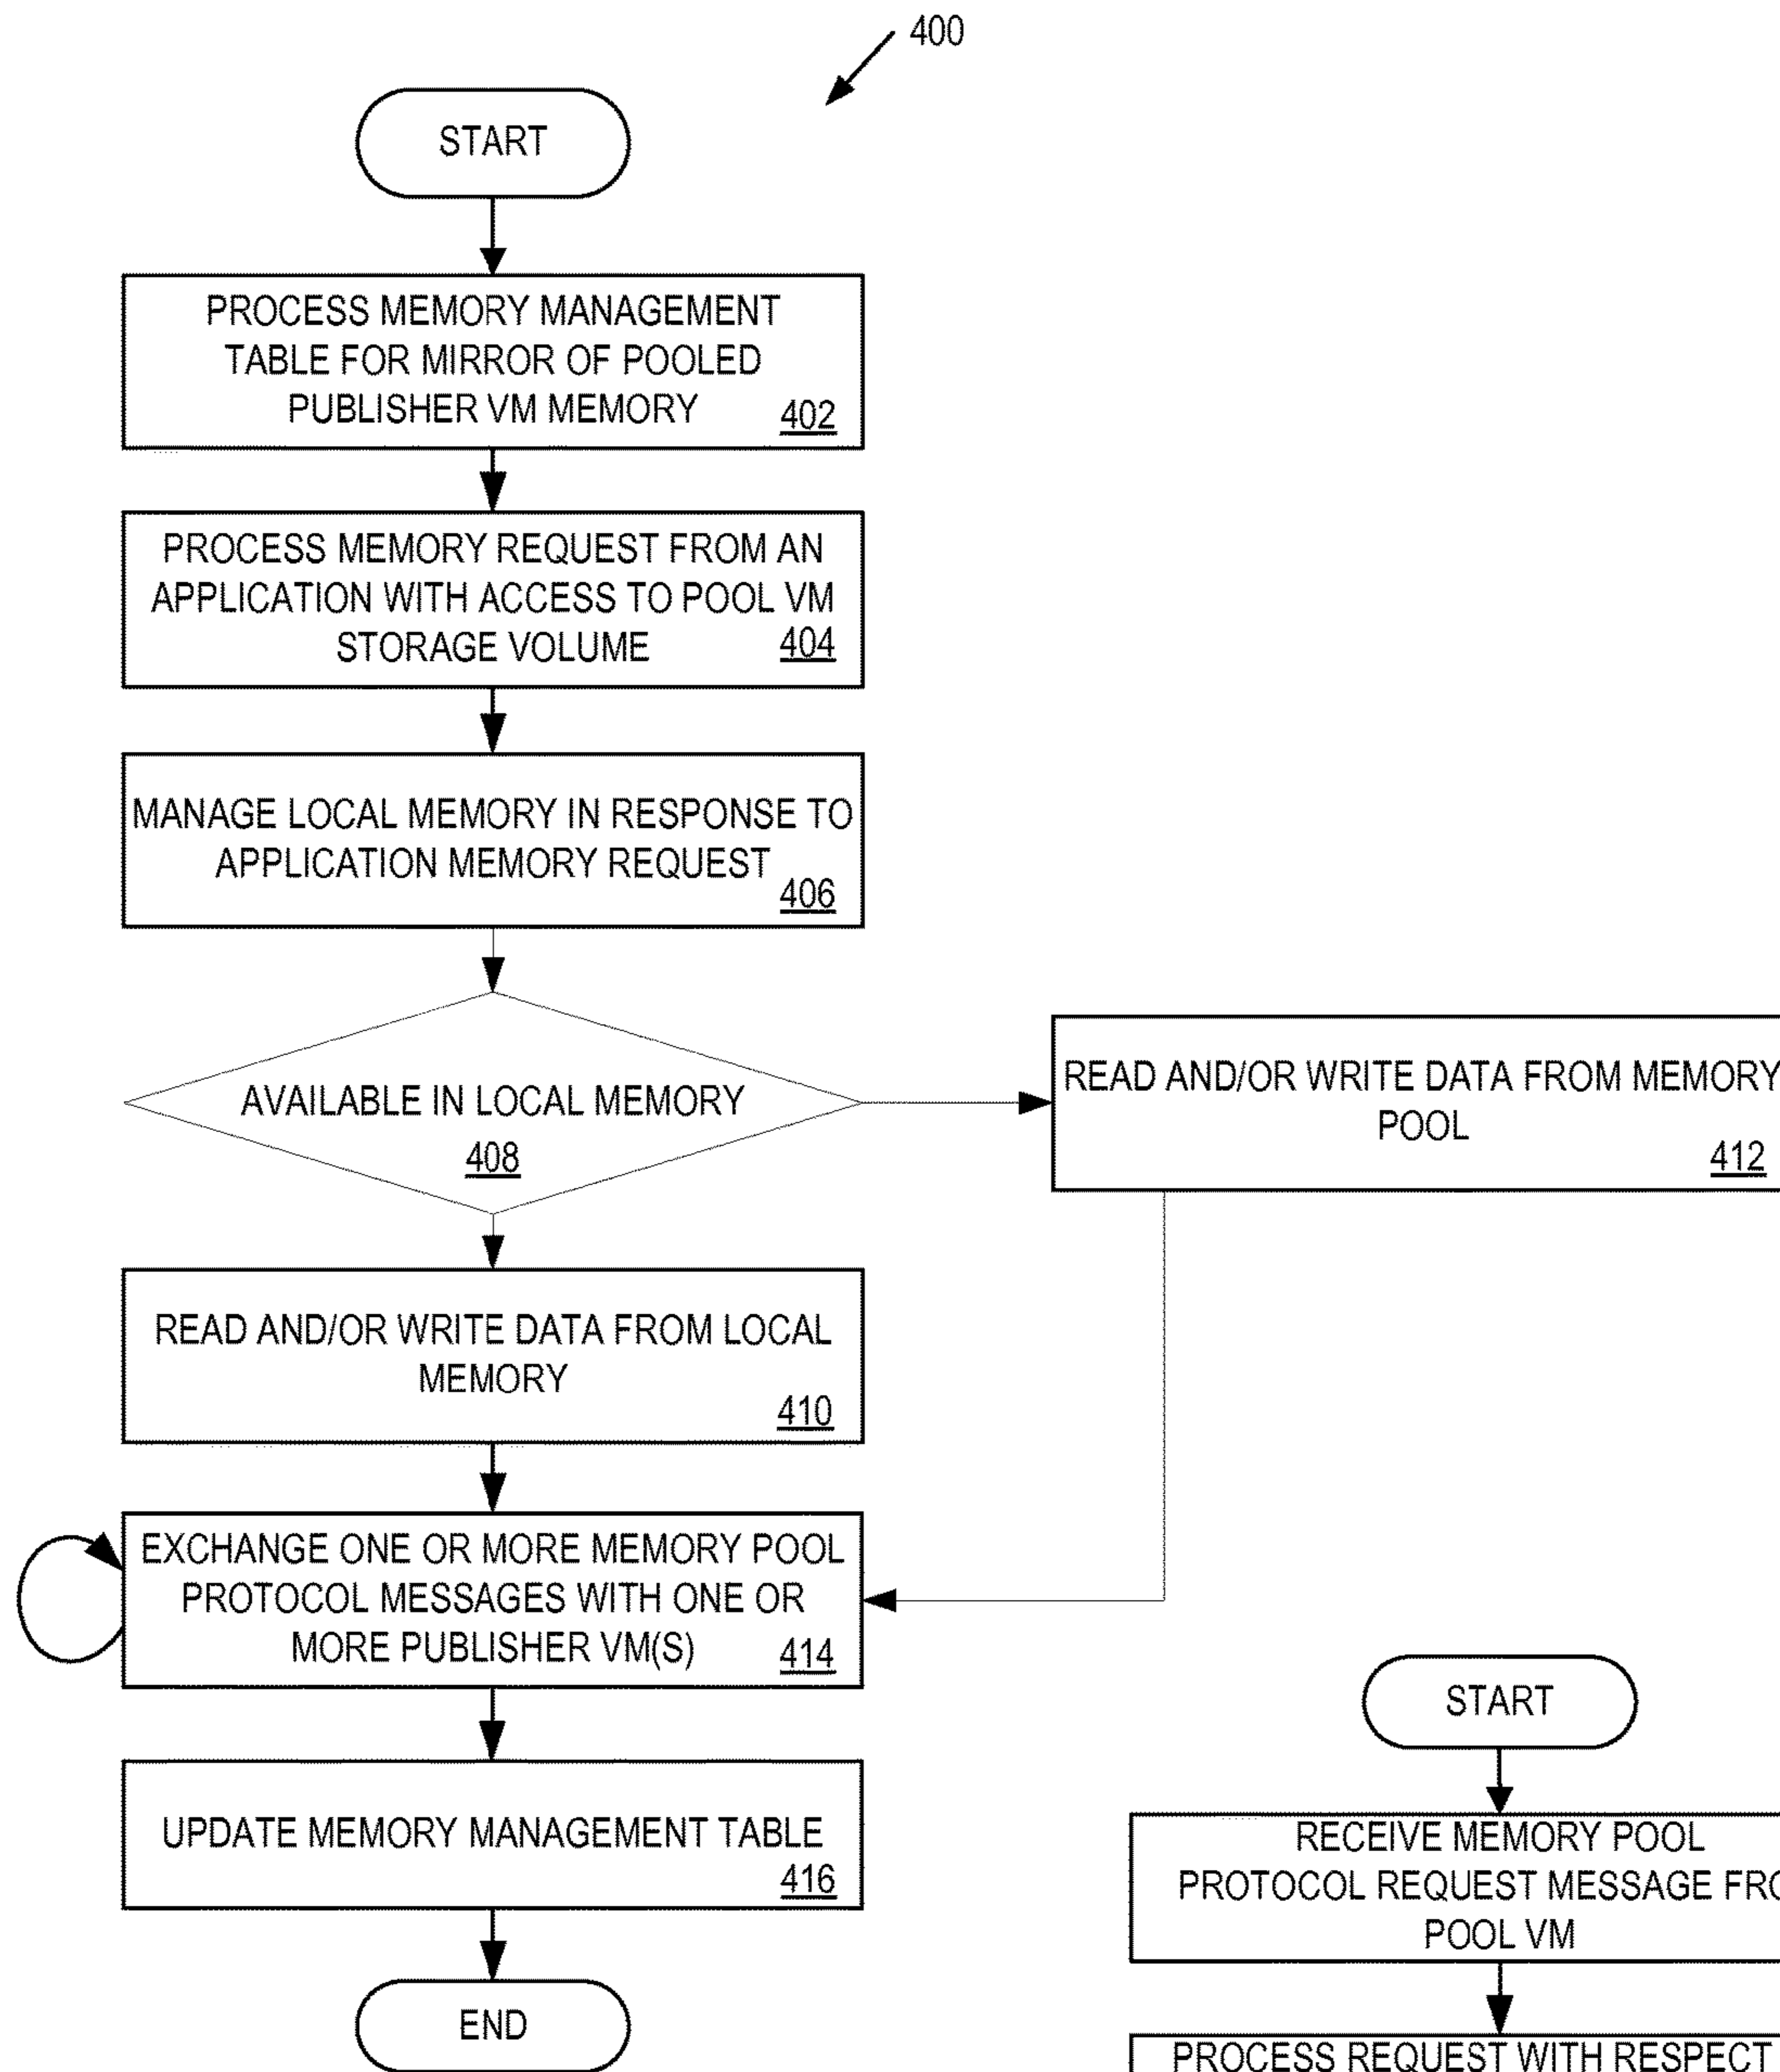 400
START
PROCESS MEMORY MANAGEMENT
TABLE FOR MIRROR OF POOLED
PUBLISHER VM MEMORY
402
PROCESS MEMORY REQUEST FROM AN
APPLICATION WITH ACCESS TO POOL VM
STORAGE VOLUME
404
MANAGE LOCAL MEMORY IN RESPONSE TO
APPLICATION MEMORY REQUEST
406
AVAILABLE IN LOCAL MEMORY
408
READ AND/OR WRITE DATA FROM MEMORY
POOL
412
READ AND/OR WRITE DATA FROM LOCAL
MEMORY
410
EXCHANGE ONE OR MORE MEMORY POOL
PROTOCOL MESSAGES WITH ONE OR
MORE PUBLISHER VM(S)
414
UPDATE MEMORY MANAGEMENT TABLE
416
END
START
RECEIVE MEMORY POOL
PROTOCOL REQUEST MESSAGE
POOL VM
PROCESS REQUEST WITH RESPECT